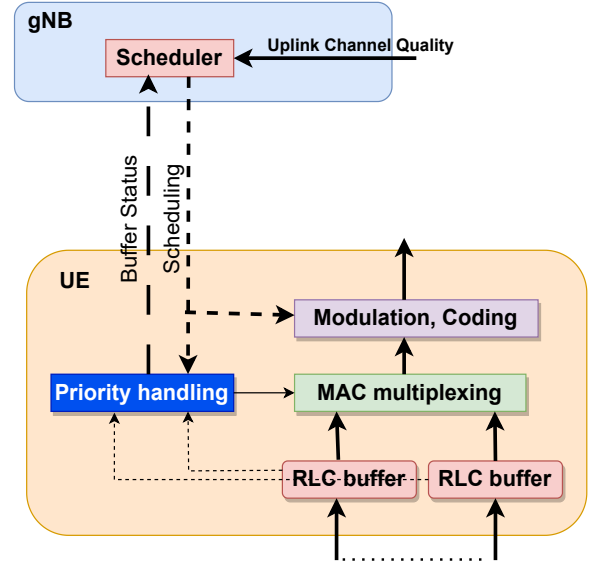 gNB
Scheduler
Uplink Channel Quality
Buffer Status
Scheduling
UE
Modulation, Coding
Priority handling
MAC multiplexing
RLC buffer
RLC buffer